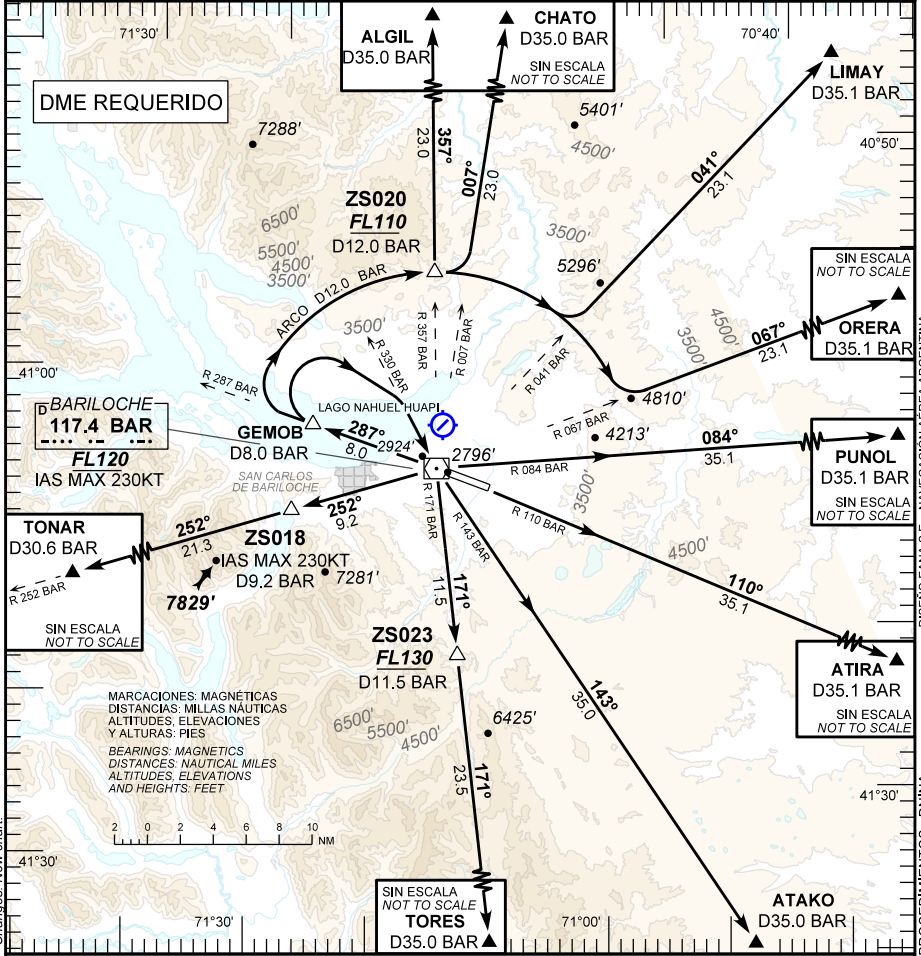 71°30'
70°40'
ALGIL
D35.0 BAR
CHATO
D35.0 BAR
SIN ESCALA
NOT TO SCALE
LIMAY
D35.1 BAR
DME REQUERIDO
7288'
5401'
4500'
40°50'
357°
23.0
007°
23.0
041°
23.1
ZS020
FL110
D12.0 BAR
6500'
5500'
4500'
3500'
3500'
5296'
SIN ESCALA
NOT TO SCALE
ORERA
D35.1 BAR
ARCO D12.0 BAR
3500'
R 330 BAR
R 357 BAR
R 007 BAR
R 041 BAR
067°
23.1
3500'
4500'
41°00'
R 287 BAR
4810'
LAGO NAHUEL HUAPI
R 067 BAR
4213'
D BARILOCHE
117.4 BAR
FL120
IAS MAX 230KT
GEMOB
D8.0 BAR
287°
8.0
2924'
2796'
084°
35.1
R 084 BAR
PUNOL
D35.1 BAR
SIN ESCALA
NOT TO SCALE
SAN CARLOS
DE BARILOCHE
3500'
252°
9.2
R 171 BAR
R 143 BAR
R 110 BAR
TONAR
D30.6 BAR
252°
21.3
ZS018
IAS MAX 230KT
D9.2 BAR
7281'
7829'
R 252 BAR
SIN ESCALA
NOT TO SCALE
4500'
110°
35.1
171°
11.5
ZS023
FL130
D11.5 BAR
ATIRA
D35.1 BAR
SIN ESCALA
NOT TO SCALE
143°
35.0
MARCACIONES: MAGNÉTICAS
DISTANCIAS: MILLAS NÁUTICAS
ALTITUDES, ELEVACIONES
Y ALTURAS: PIES
BEARINGS: MAGNETICS
DISTANCES: NAUTICAL MILES
ALTITUDES, ELEVATIONS
AND HEIGHTS: FEET
6500'
5500'
4500'
6425'
171°
23.5
41°30'
2 0 2 4 6 8 10 NM
41°30'
SIN ESCALA
NOT TO SCALE
TORES
D35.0 BAR
ATAKO
D35.0 BAR
71°30'
71°00'